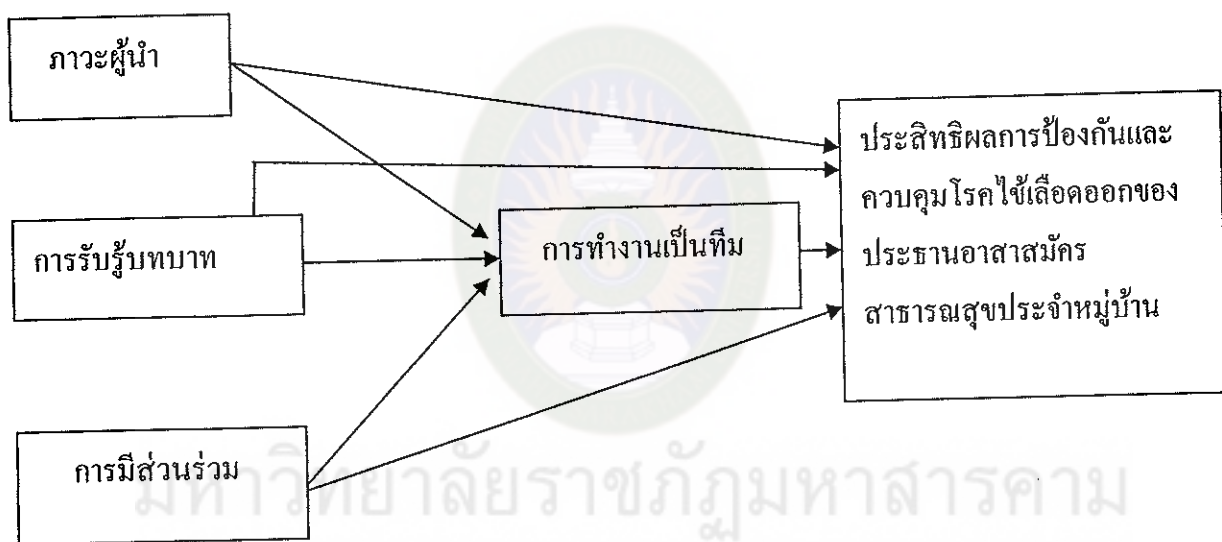 ภาวะผู้นำ
การรับรู้บทบาท
การมีส่วนร่วม
การทำงานเป็นทีม
ประสิทธิผลการป้องกันและ
ควบคุมโรคไข้เลือดออกของ
ประธานอาสาสมัคร
สาธารณสุขประจำหมู่บ้าน
มหาวิทยาลัยราชภัฏมหาสารคาม